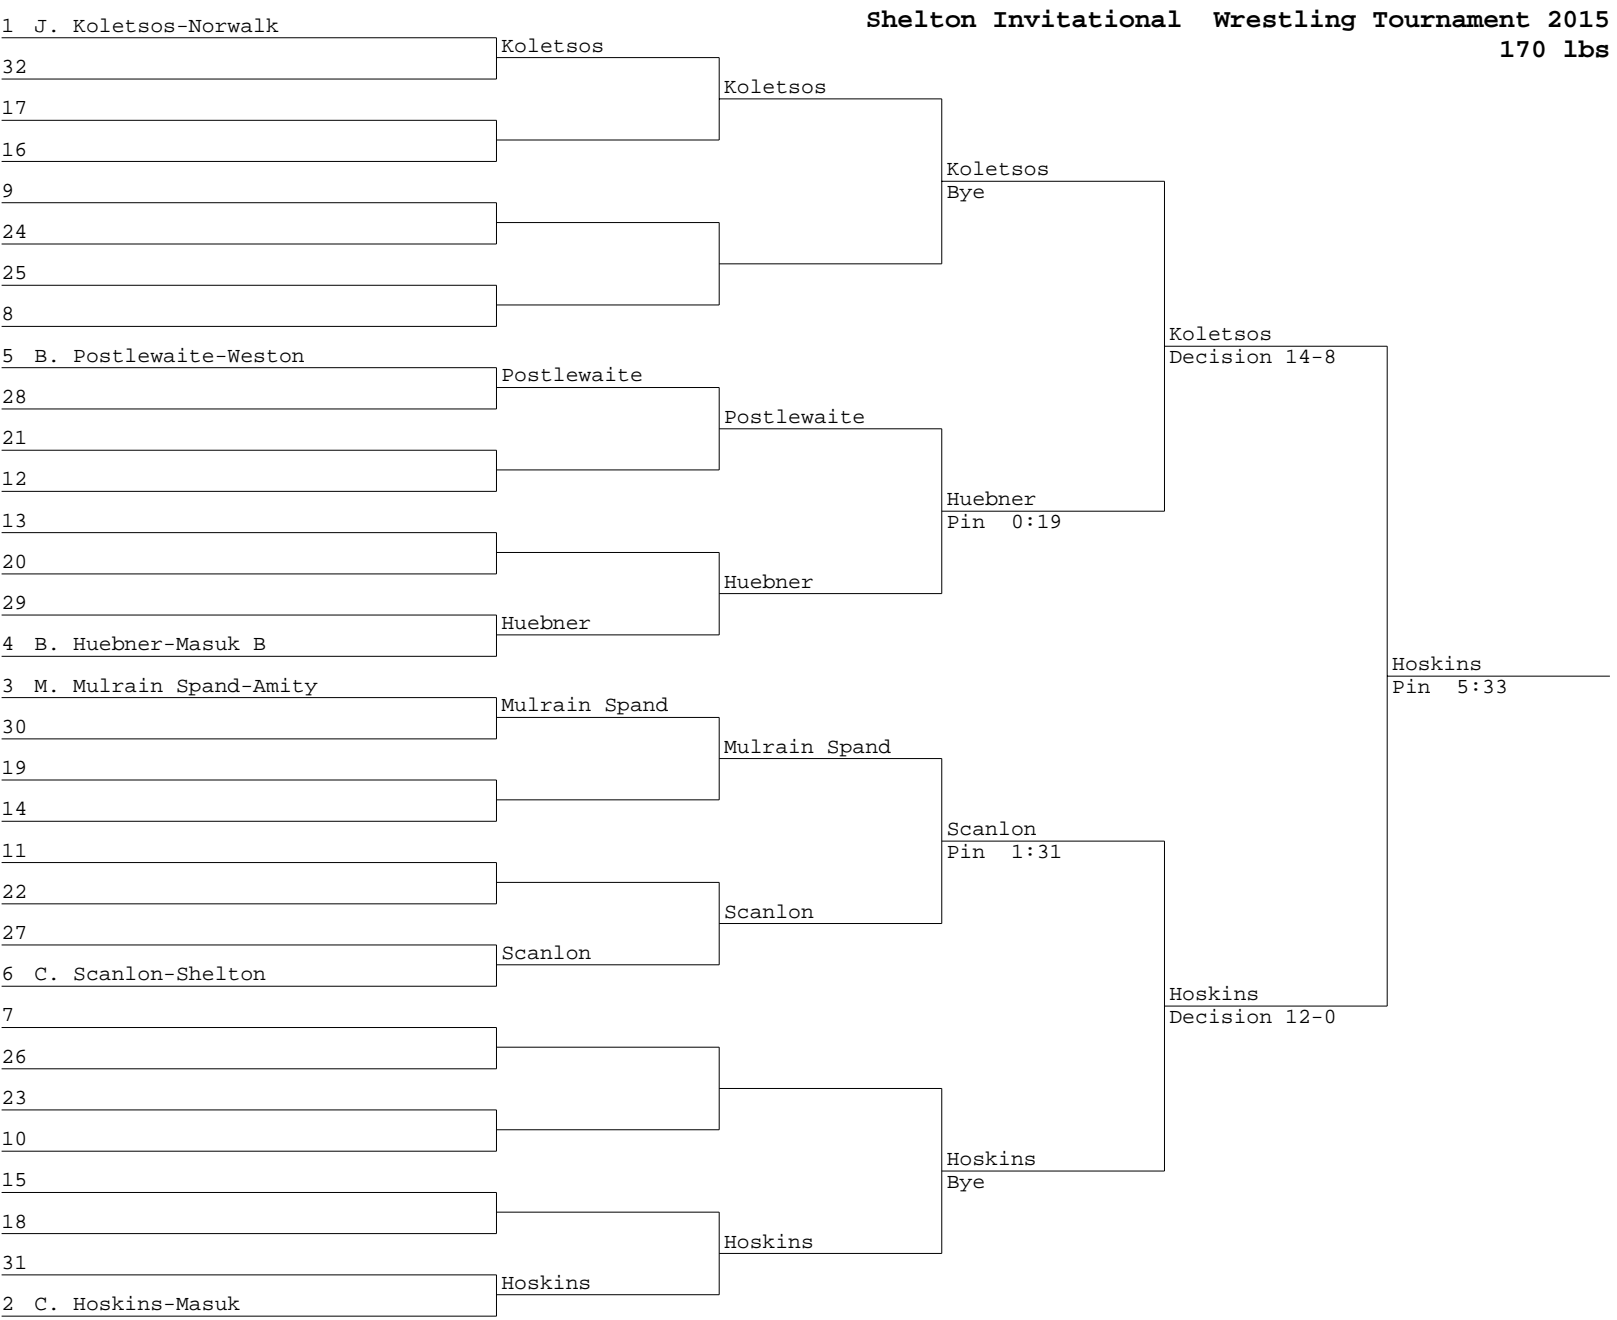 Shelton Invitational  Wrestling Tournament 2015
170 lbs
1 J. Koletsos-Norwalk
Koletsos
32
Koletsos
17
16
Koletsos
9
Bye
24
25
8
Koletsos
5 B. Postlewaite-Weston
Decision 14-8
Postlewaite
28
Postlewaite
21
12
Huebner
13
Pin  0:19
20
Huebner
29
Huebner
4 B. Huebner-Masuk B
Hoskins
3 M. Mulrain Spand-Amity
Pin  5:33
Mulrain Spand
30
Mulrain Spand
19
14
Scanlon
11
Pin  1:31
22
Scanlon
27
Scanlon
6 C. Scanlon-Shelton
Hoskins
7
Decision 12-0
26
23
10
Hoskins
15
Bye
18
Hoskins
31
Hoskins
2 C. Hoskins-Masuk